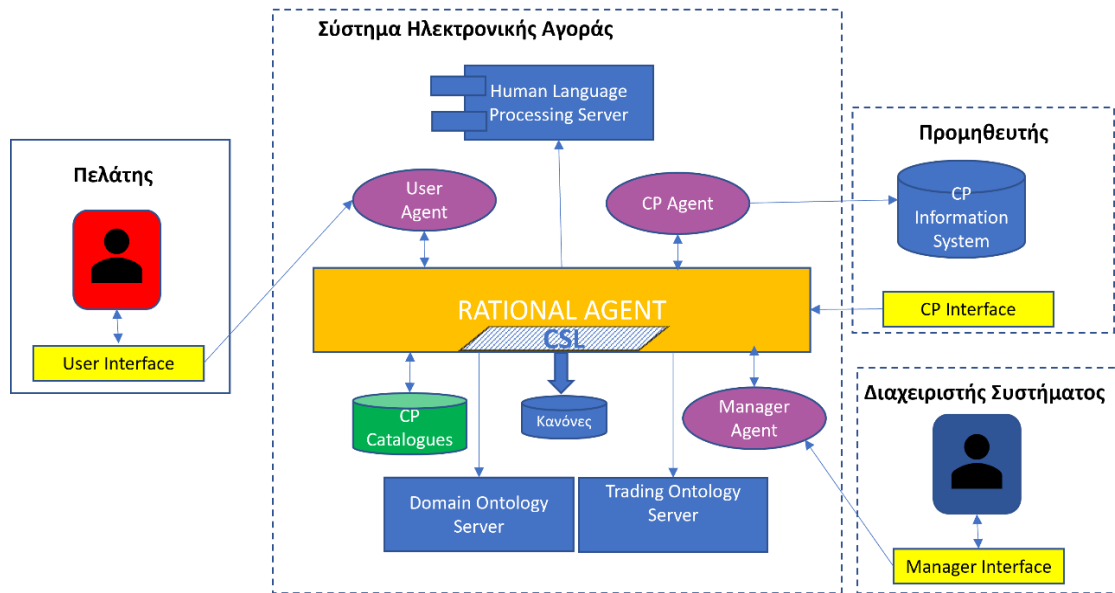 Σύστημα Ηλεκτρονικής Αγοράς
Human Language
Processing Server
Προμηθευτής
Πελάτης
User
Agent
CP Agent
CP
Information
System
RATIONAL AGENT
CSL
CP Interface
User Interface
CP
Catalogues
Κανόνες
Manager
Agent
Διαχειριστής Συστήματος
Domain Ontology
Server
Trading Ontology
Server
Manager Interface